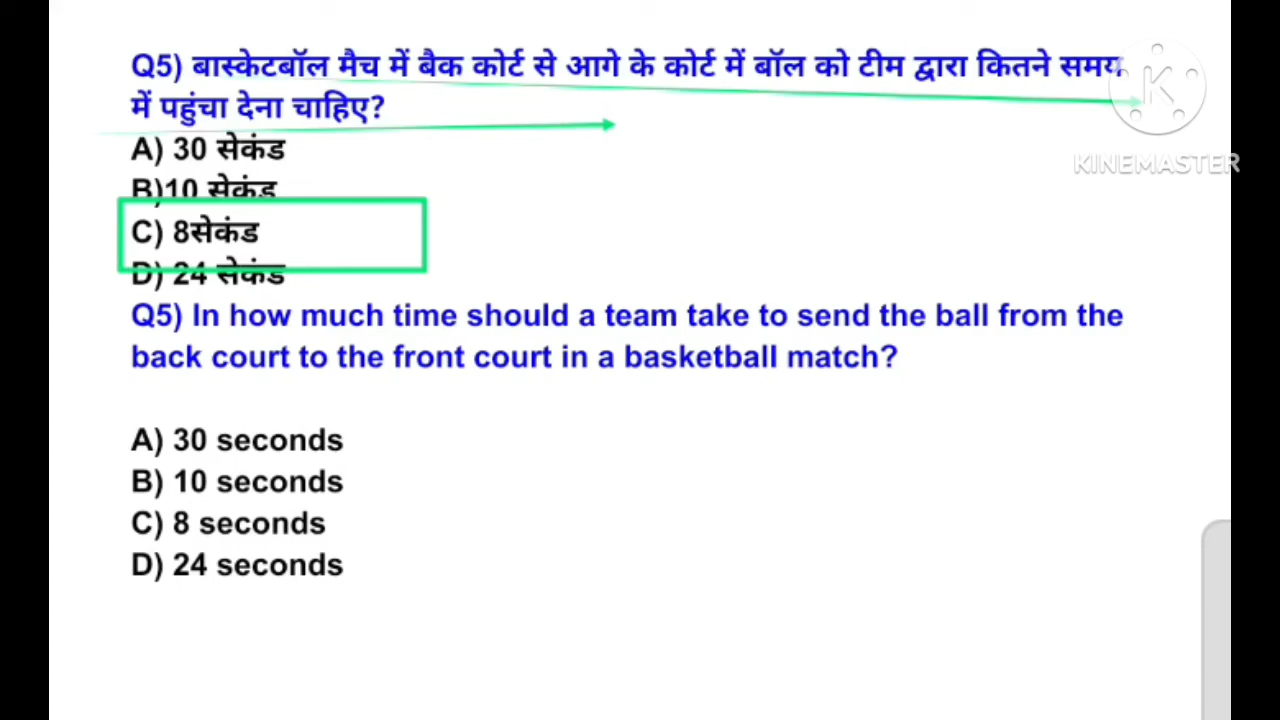 Q5) बास्केटबॉल मैच में बैक कोर्ट से आगे के कोर्ट में बॉल को टीम द्वारा कितने समय
में पहुंचा देना चाहिए?
A) 30 सेकंड
B)10 सेकंड
C) 8सेकंड
D) 24 सेकंड
Q5) In how much time should a team take to send the ball from the
back court to the front court in a basketball match?
A) 30 seconds
B) 10 seconds
C) 8 seconds
D) 24 seconds
K
KINEMASTER